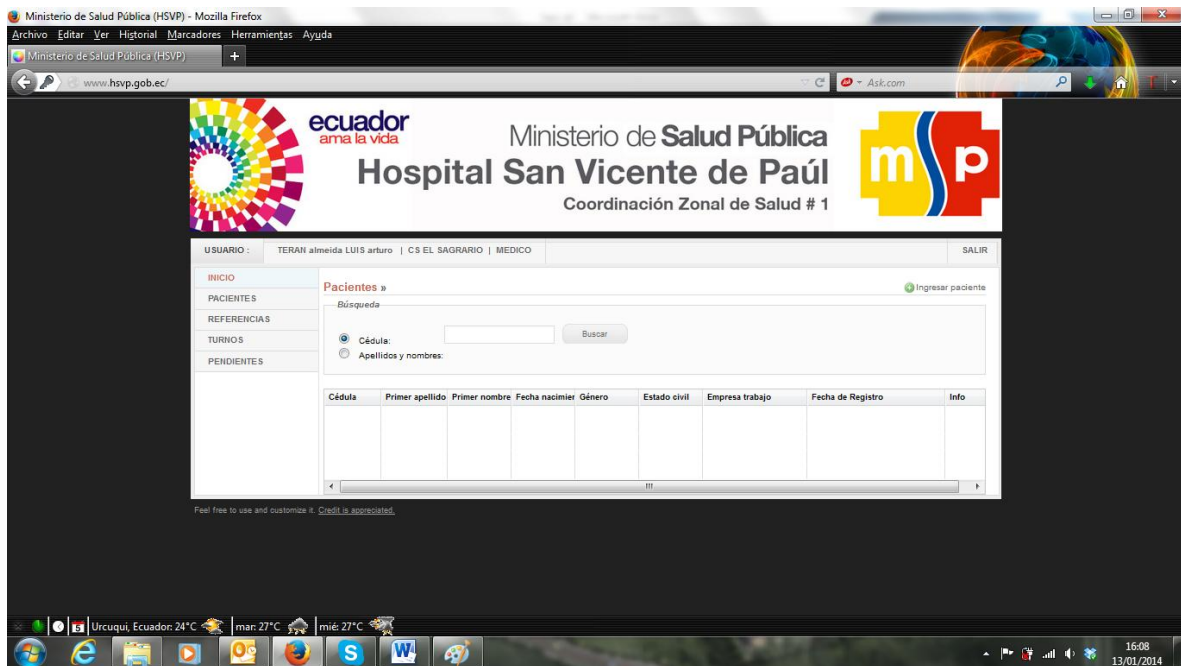 Ministerio de Salud Pública (HSVP) - Mozilla Firefox
Archivo Editar Ver Historial Marcadores Herramientas Ayuda
Ministerio de Salud Pública (HSVP) +
www.hsvp.gob.ec/ Ask.com
ecuador
ama la vida
Ministerio de Salud Pública
Hospital San Vicente de Paúl
Coordinación Zonal de Salud # 1
msp
USUARIO : TERAN almeida LUIS arturo | CS EL SAGRARIO | MEDICO SALIR
INICIO
PACIENTES
REFERENCIAS
TURNOS
PENDIENTES
Pacientes » Ingresar paciente
Búsqueda
Cédula: Buscar
Apellidos y nombres:
Cédula Primer apellido Primer nombre Fecha nacimier Género Estado civil Empresa trabajo Fecha de Registro Info
Feel free to use and customize it. Credit is appreciated.
Urcuqui, Ecuador: 24°C mar: 27°C mié: 27°C
16:08
13/01/2014